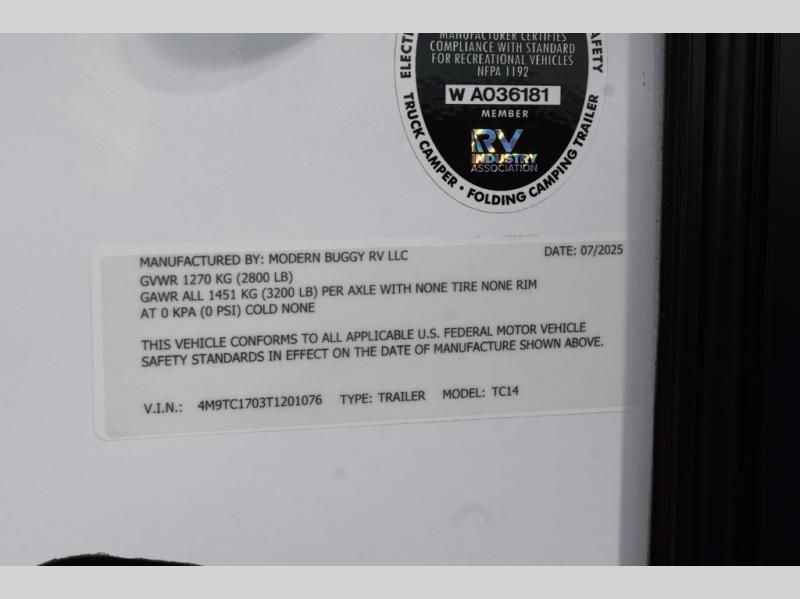 ELECTRI
AFETY
MANUFACTURER CERTIFIES
COMPLIANCE WITH STANDARD
FOR RECREATIONAL VEHICLES
NFPA 1192
W A036181
MEMBER
RV
INDUSTRY
ASSOCIATION
TRUCK CAMPER • FOLDING CAMPING TRAILER
MANUFACTURED BY: MODERN BUGGY RV LLC DATE: 07/2025
GVWR 1270 KG (2800 LB)
GAWR ALL 1451 KG (3200 LB) PER AXLE WITH NONE TIRE NONE RIM
AT 0 KPA (0 PSI) COLD NONE
THIS VEHICLE CONFORMS TO ALL APPLICABLE U.S. FEDERAL MOTOR VEHICLE
SAFETY STANDARDS IN EFFECT ON THE DATE OF MANUFACTURE SHOWN ABOVE.
V.I.N.: 4M9TC1703T1201076 TYPE: TRAILER MODEL: TC14